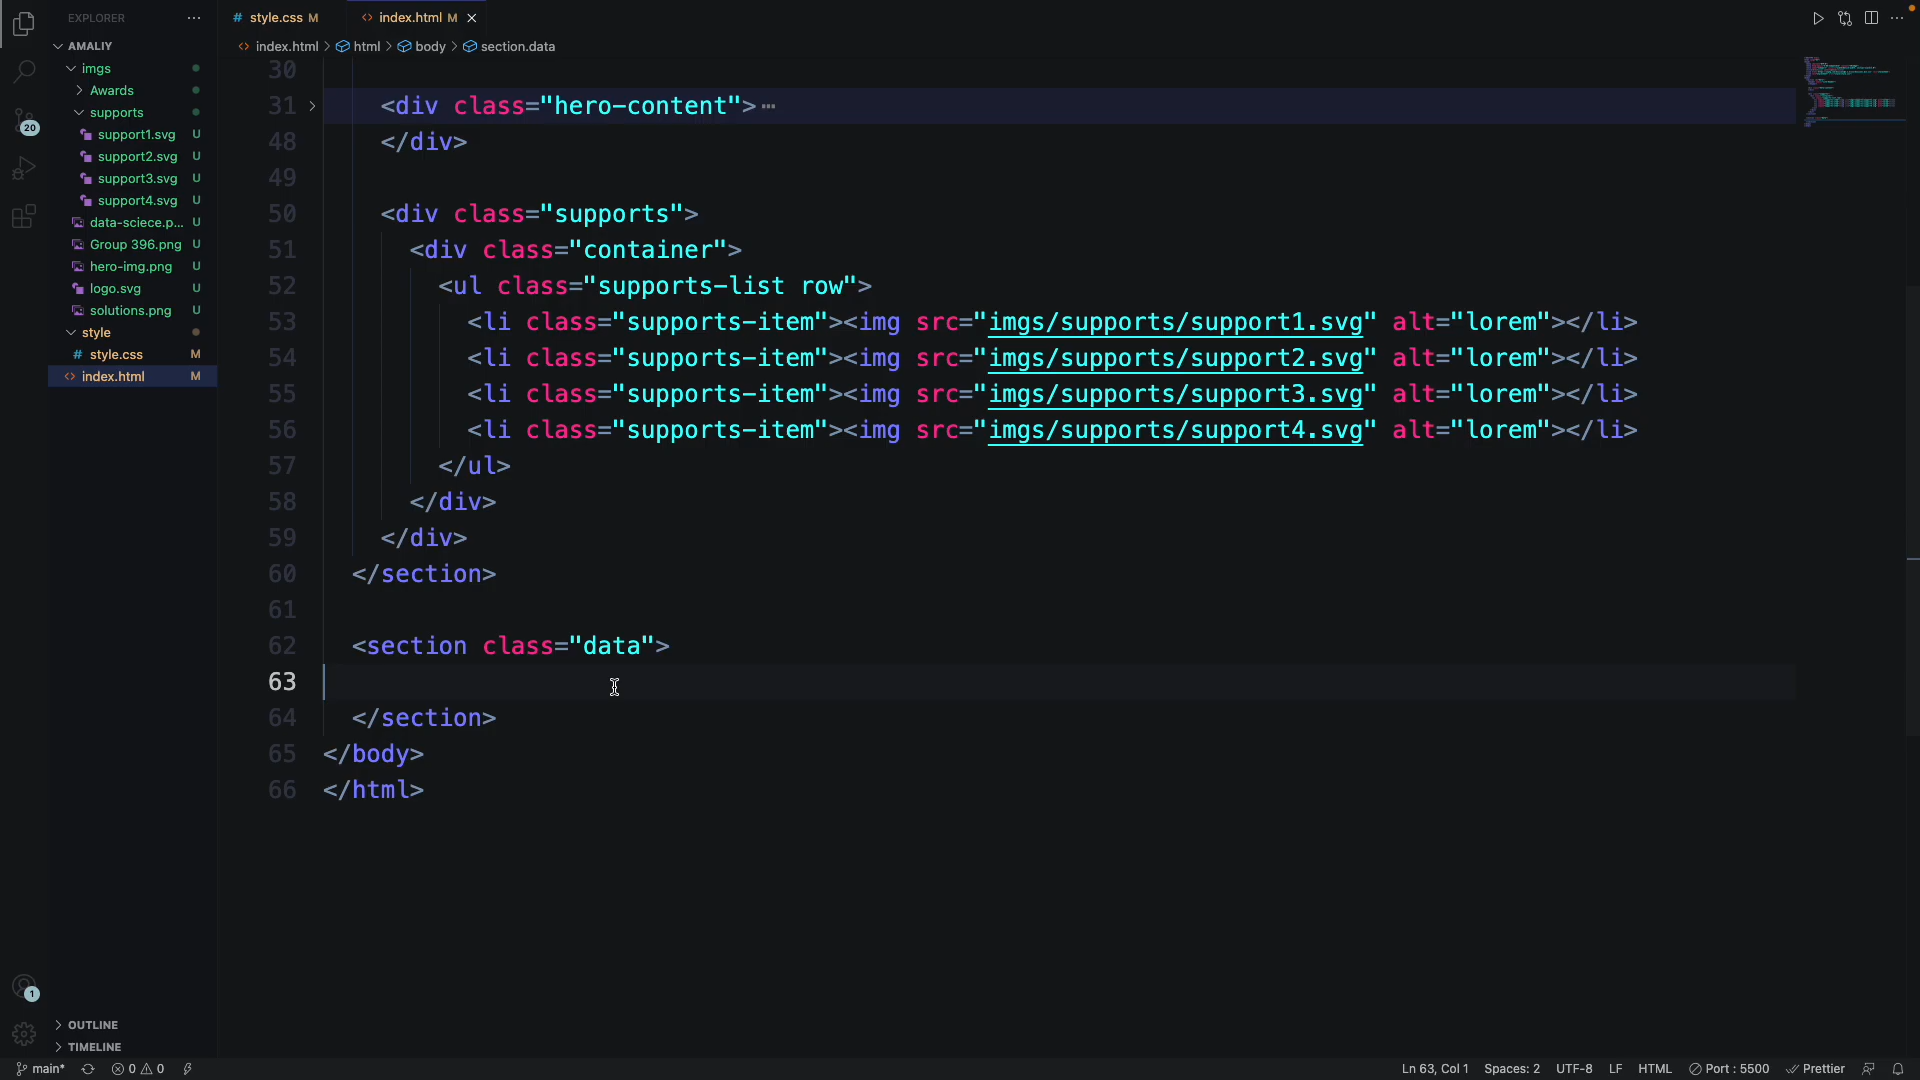 EXPLORER
AMALIY
imgs
Awards
supports
support1.svg U
support2.svg U
support3.svg U
support4.svg U
data-sciece.p... U
Group 396.png U
hero-img.png U
logo.svg U
solutions.png U
style
# style.css M
<> index.html M
OUTLINE
TIMELINE
20
1
# style.css M
<> index.html M
<> index.html > html > body > section.data
30
31 <div class="hero-content">
48 </div>
49
50 <div class="supports">
51 <div class="container">
52 <ul class="supports-list row">
53 <li class="supports-item"><img src="imgs/supports/support1.svg" alt="lorem"></li>
54 <li class="supports-item"><img src="imgs/supports/support2.svg" alt="lorem"></li>
55 <li class="supports-item"><img src="imgs/supports/support3.svg" alt="lorem"></li>
56 <li class="supports-item"><img src="imgs/supports/support4.svg" alt="lorem"></li>
57 </ul>
58 </div>
59 </div>
60 </section>
61
62 <section class="data">
63
64 </section>
65 </body>
66 </html>
main* 0 0 Ln 63, Col 1 Spaces: 2 UTF-8 LF HTML Port : 5500 Prettier